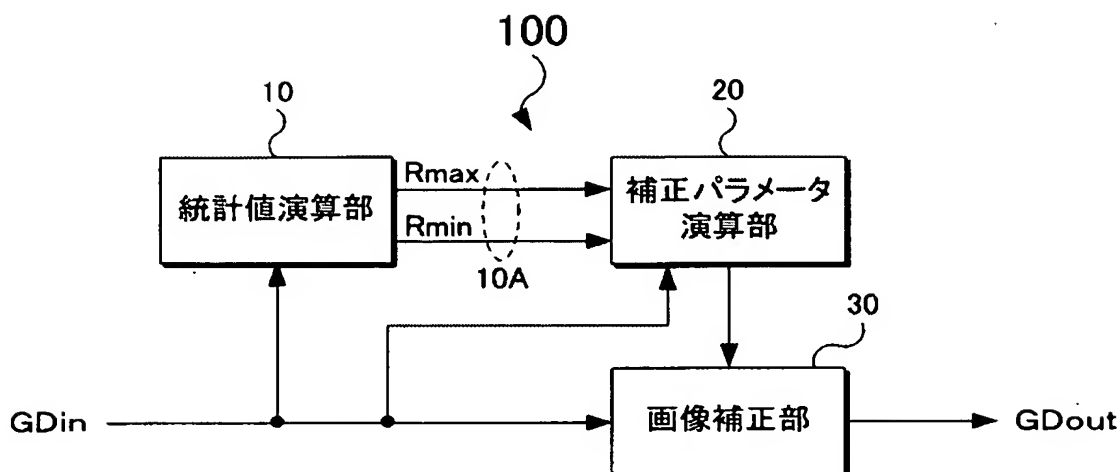 100
10
20
統計値演算部
Rmax
Rmin
10A
補正パラメータ
演算部
30
GDin
画像補正部
GDout